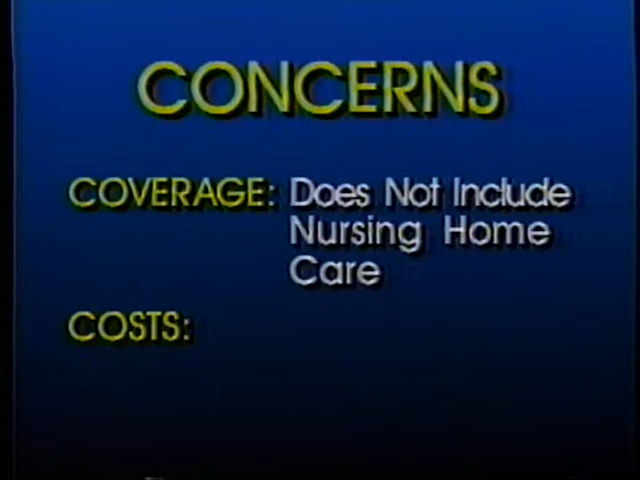 CONCERNS
COVERAGE: Does Not Include
Nursing Home
Care
COSTS: